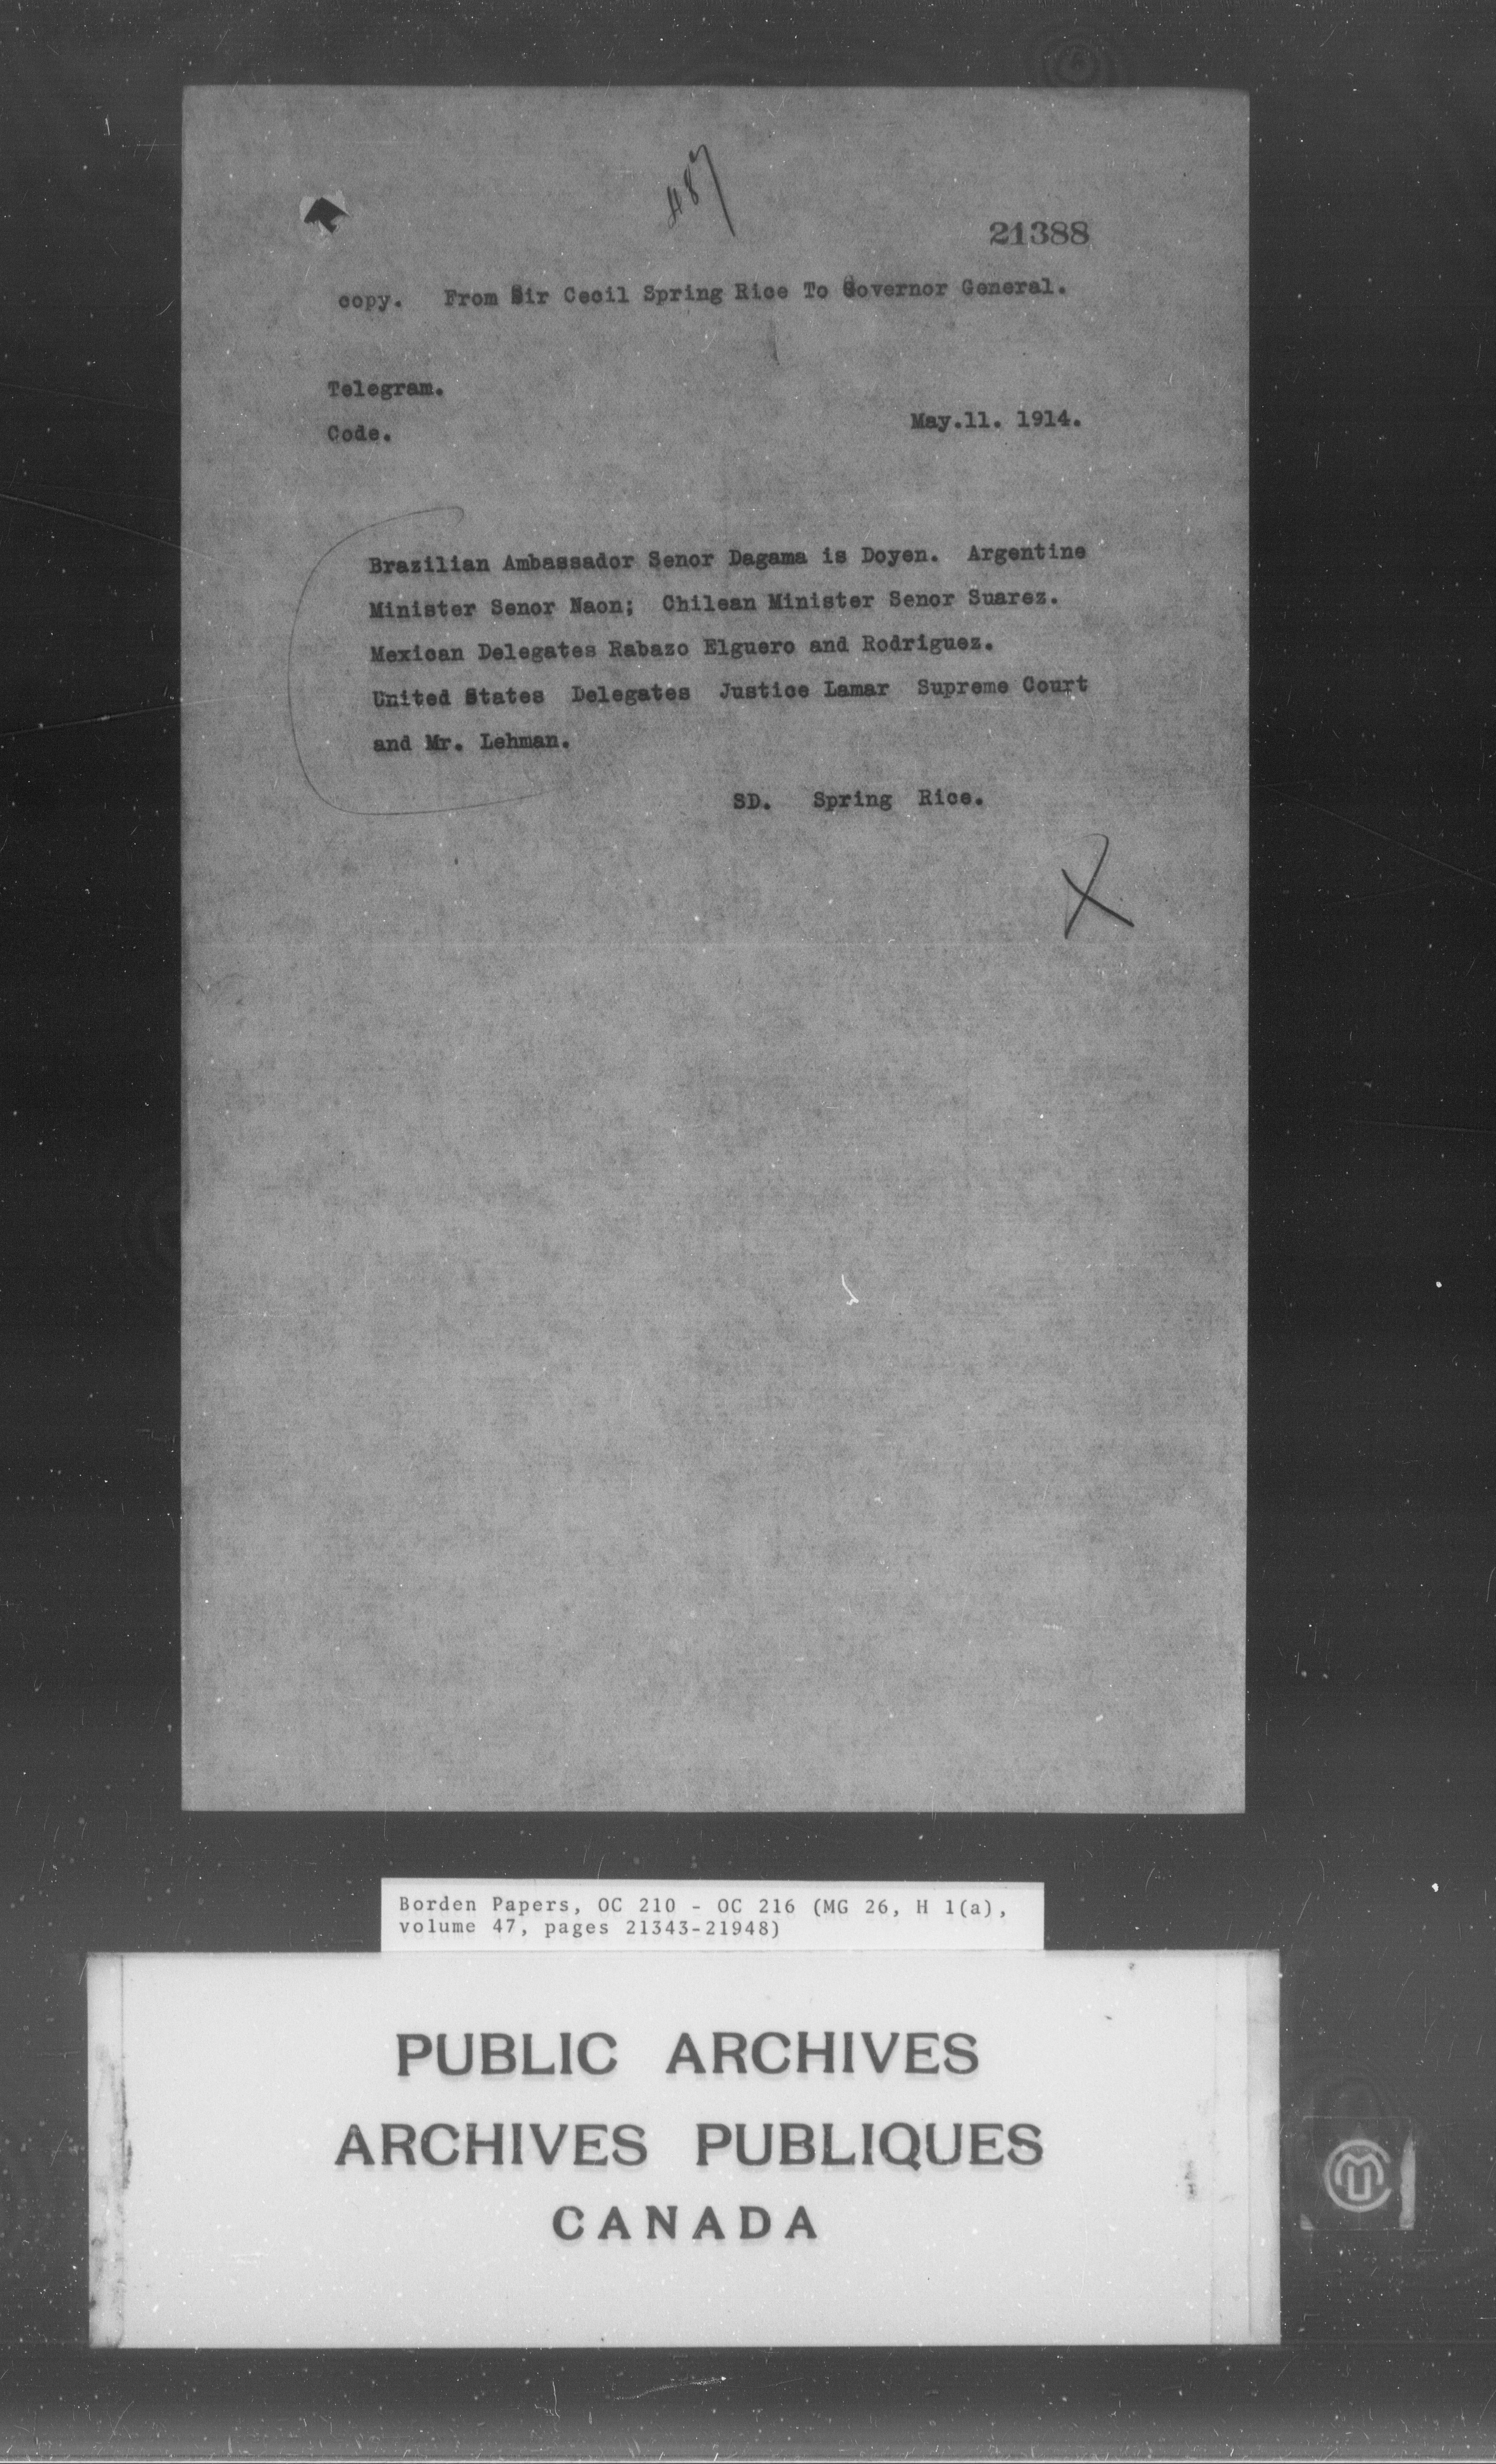 487
21388
copy. From Sir Cecil Spring Rice To Governor General.
Telegram.
May.11. 1914.
Code.
Brazilian Ambassador Senor Dagama is Doyen. Argentine
Minister Senor Naon; Chilean Minister Senor Suarez.
Mexican Delegates Rabazo Elguero and Rodriguez.
United States Delegates Justice Lamar Supreme Court
and Mr. Lehman.
SD. Spring Rice.
X
Borden Papers, OC 210 - OC 216 (MG 26, H 1(a),
volume 47, pages 21343-21948)
PUBLIC ARCHIVES
ARCHIVES PUBLIQUES
CANADA